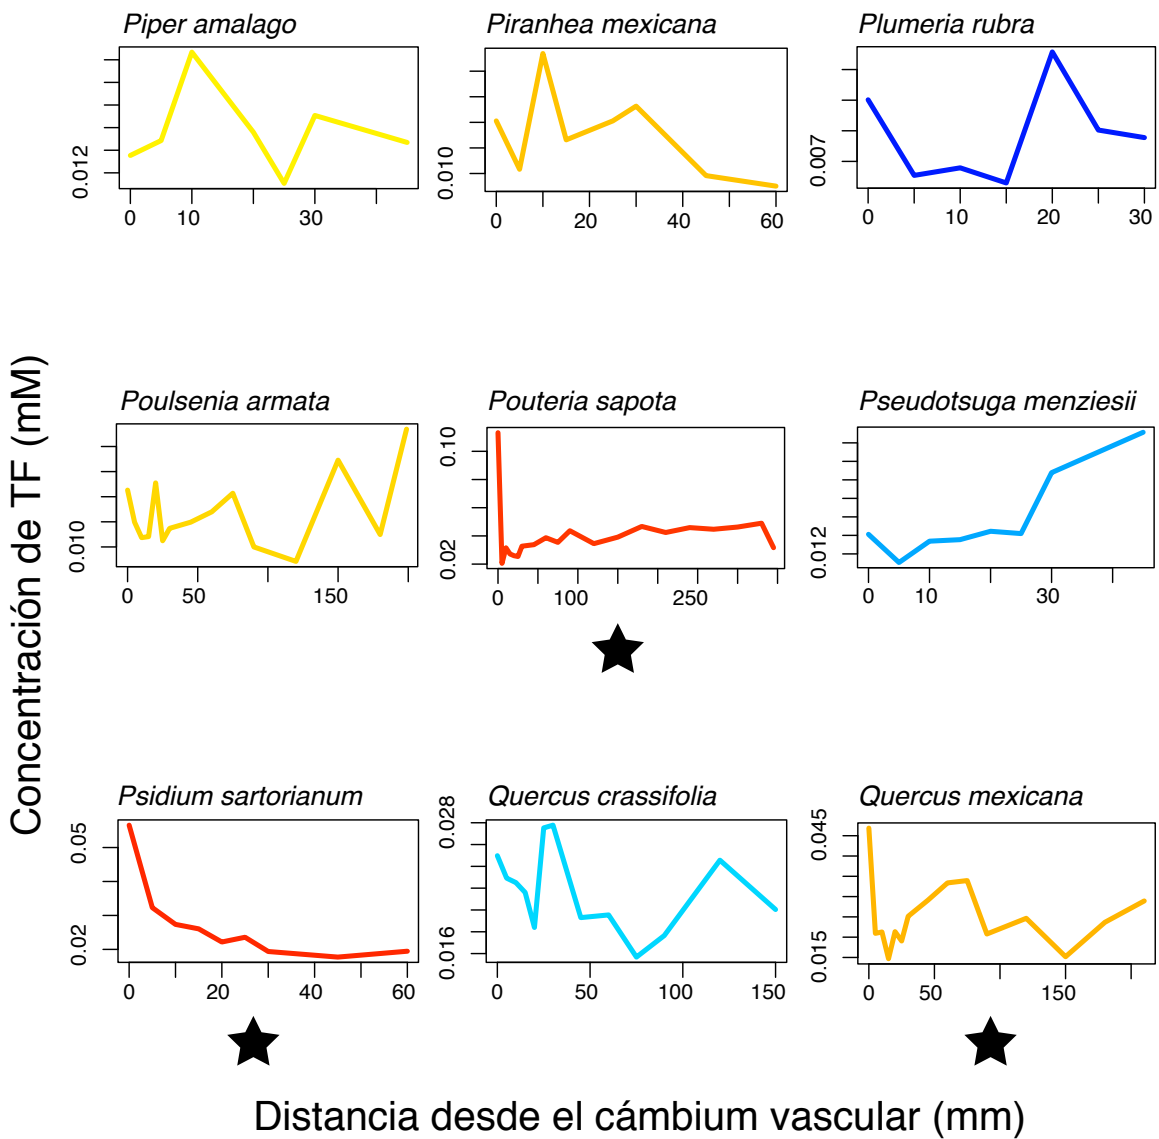 Piper amalago
Piranhea mexicana
Plumeria rubra
0.012
0 10 30
0.010
0 20 40 60
0.007
0 10 20 30
Concentración de TF (mM)
Poulsenia armata
Pouteria sapota
Pseudotsuga menziesii
0.010
0 50 150
0.10
0.02
0 100 250
0.012
0 10 30
Psidium sartorianum
Quercus crassifolia
Quercus mexicana
0.05
0.02
0 20 40 60
0.028
0.016
0 50 100 150
0.045
0.015
0 50 150
Distancia desde el cámbium vascular (mm)